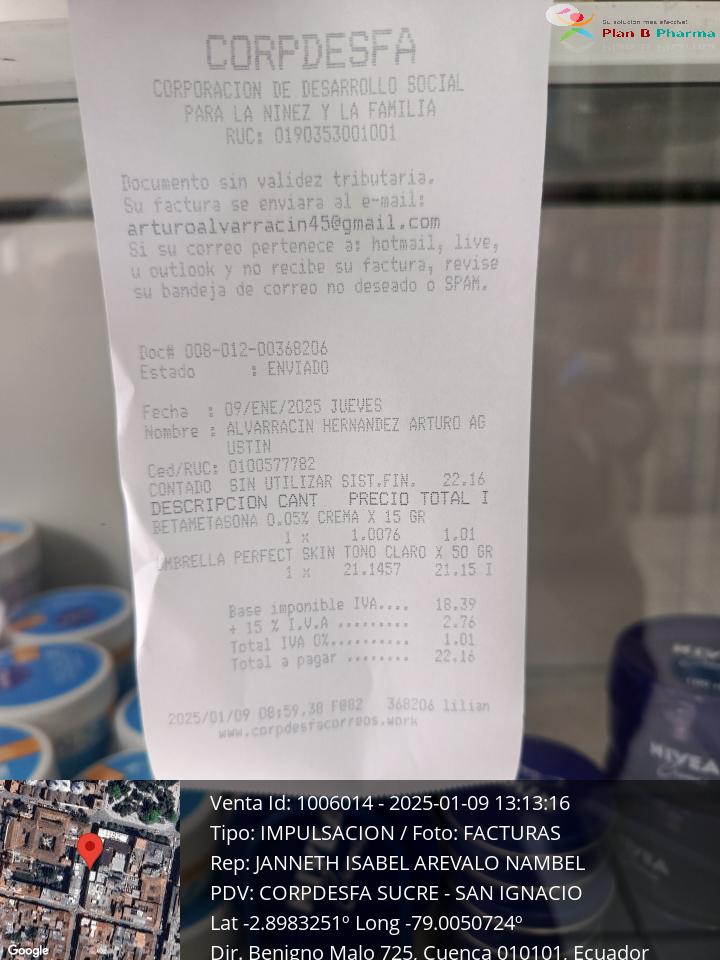 Su solución más efectiva!
Plan B Pharma
CORPDESFA
CORPORACION DE DESARROLLO SOCIAL
PARA LA NINEZ Y LA FAMILIA
RUC: 0190353001001
Documento sin validez tributaria.
Su factura se enviara al e-mail:
arturoalvarracin45@gmail.com
Si su correo pertenece a: hotmail, live,
u outlook y no recibe su factura, revise
su bandeja de correo no deseado o SPAM.
Doc# 008-012-00368206
Estado : ENVIADO
Fecha : 09/ENE/2025 JUEVES
Nombre : ALVARRACIN HERNANDEZ ARTURO AG
USTIN
Ced/RUC: 0100577782
CONTADO SIN UTILIZAR SIST.FIN. 22.16
DESCRIPCION CANT PRECIO TOTAL I
BETAMETASONA 0.05% CREMA X 15 GR
1 x 1.0076 1.01
UMBRELLA PERFECT SKIN TONO CLARO X 50 GR
1 x 21.1457 21.15 I
Base imponible IVA.... 18.39
+ 15 % I.V.A ......... 2.76
Total IVA 0%.......... 1.01
Total a pagar ........ 22.16
2025/01/09 08:59.38 F082 368206 lilian
www.corpdesfacorreos.work
NIVEA
NIVEA
Creme
Venta Id: 1006014 - 2025-01-09 13:13:16
Tipo: IMPULSACION / Foto: FACTURAS
Rep: JANNETH ISABEL AREVALO NAMBEL
PDV: CORPDESFA SUCRE - SAN IGNACIO
Lat -2.8983251º Long -79.0050724º
Dir. Benigno Malo 725, Cuenca 010101, Ecuador
Google